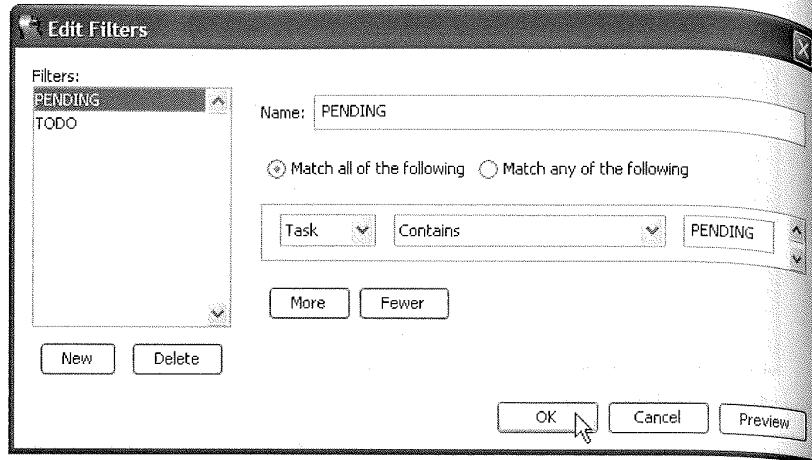 Edit Filters
Filters:
PENDING
TODO
Name: PENDING
Match all of the following Match any of the following
Task Contains PENDING
More Fewer
New Delete
OK Cancel Preview